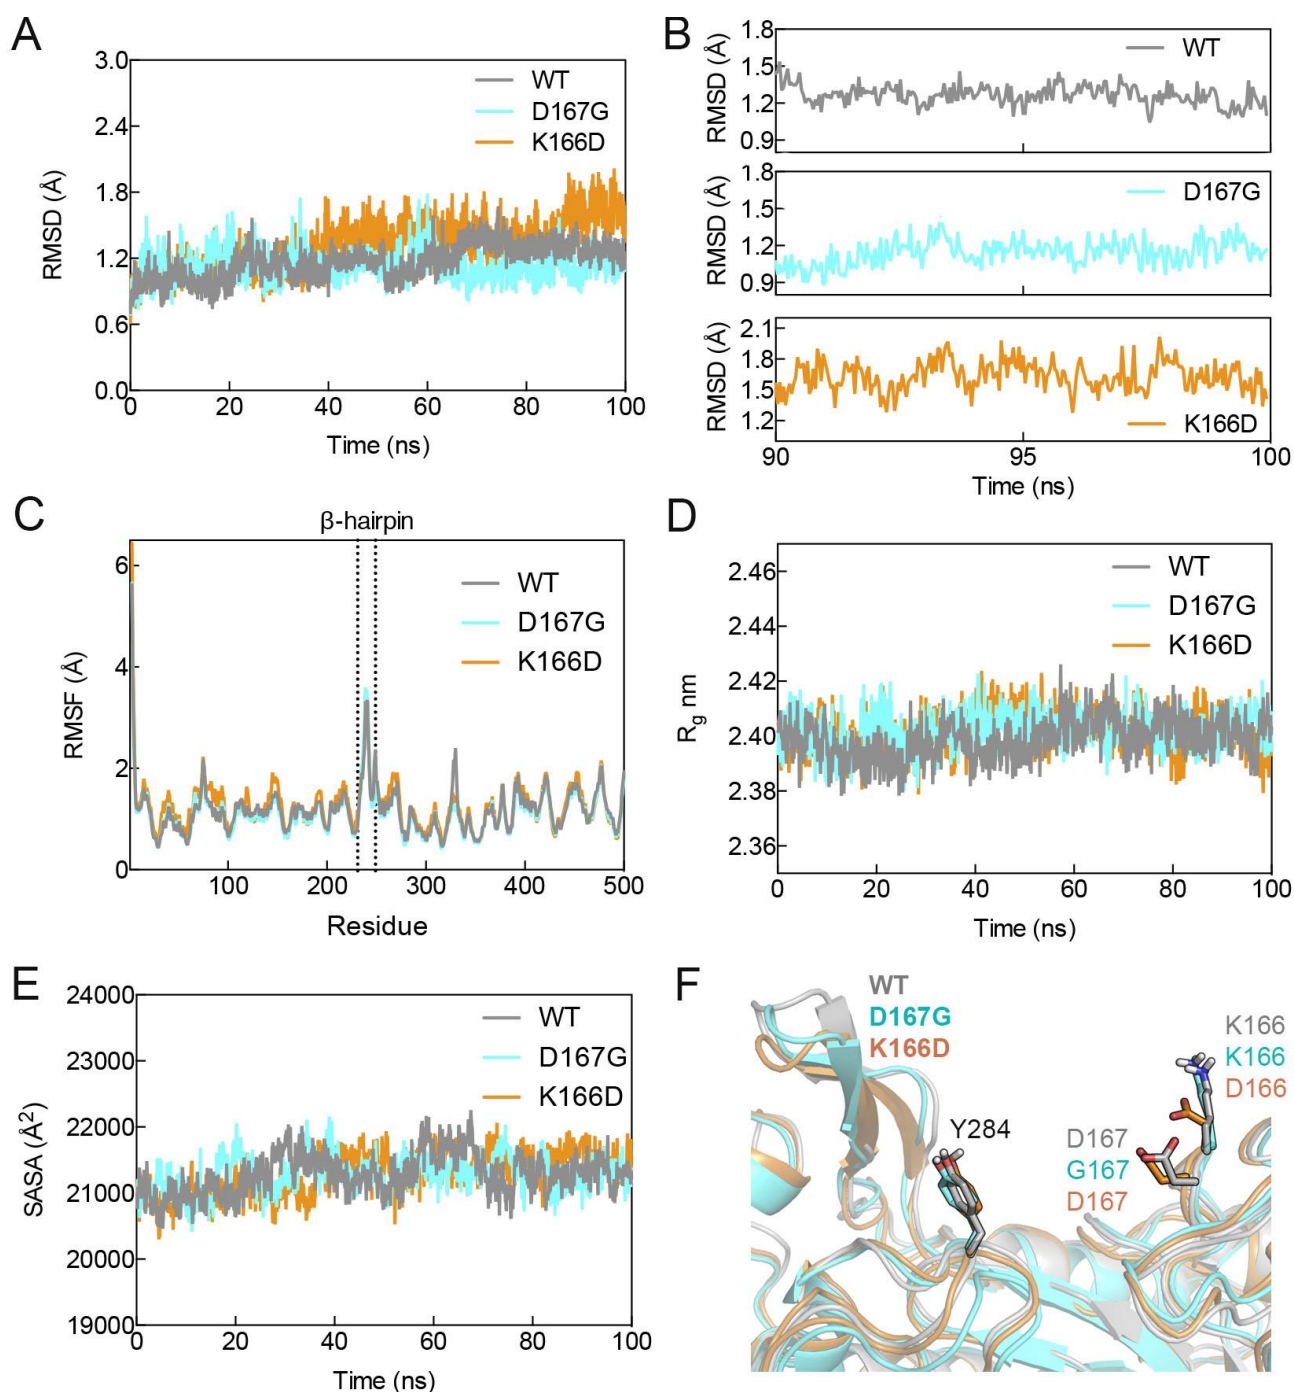 A
RMSD (Å)
3.0
2.4
1.8
1.2
0.6
0.0
WT
D167G
K166D
0 20 40 60 80 100
Time (ns)
B
RMSD (Å)
1.8
1.5
1.2
0.9
WT
RMSD (Å)
1.8
1.5
1.2
0.9
D167G
RMSD (Å)
2.1
1.8
1.5
1.2
K166D
90 95 100
Time (ns)
C
β-hairpin
RMSF (Å)
6
4
2
0
WT
D167G
K166D
100 200 300 400 500
Residue
D
Rg nm
2.46
2.44
2.42
2.40
2.38
2.36
WT
D167G
K166D
0 20 40 60 80 100
Time (ns)
E
SASA (Å²)
24000
23000
22000
21000
20000
19000
WT
D167G
K166D
0 20 40 60 80 100
Time (ns)
F
WT
D167G
K166D
K166
K166
D166
Y284
D167
G167
D167